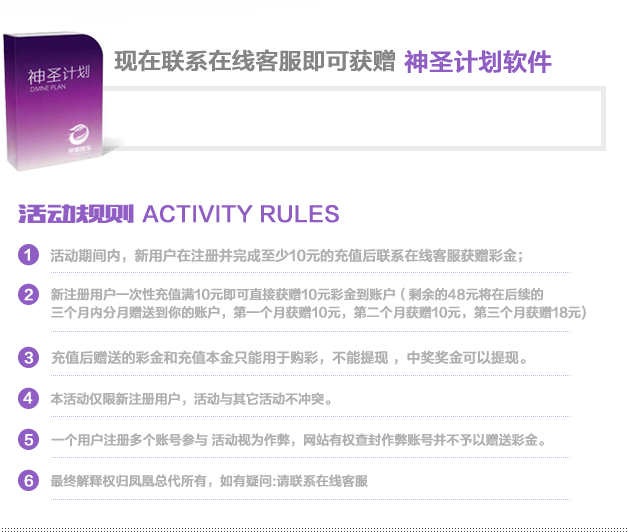 神圣计划
DIVINE PLAN
现在联系在线客服即可获赠 神圣计划软件
活动规则 ACTIVITY RULES
1 活动期间内，新用户在注册并完成至少10元的充值后联系在线客服获赠彩金；
2 新注册用户一次性充值满10元即可直接获赠10元彩金到账户（剩余的48元将在后续的
三个月内分月赠送到你的账户，第一个月获赠10元，第二个月获赠10元，第三个月获赠18元）
3 充值后赠送的彩金和充值本金只能用于购彩，不能提现 ，中奖奖金可以提现。
4 本活动仅限新注册用户，活动与其它活动不冲突。
5 一个用户注册多个账号参与 活动视为作弊，网站有权查封作弊账号并不予以赠送彩金。
6 最终解释权归凤凰总代所有，如有疑问:请联系在线客服